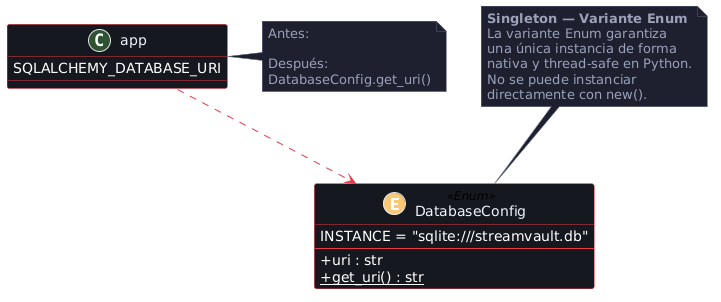 C app
SQLALCHEMY_DATABASE_URI
Antes:
Después:
DatabaseConfig.get_uri()
Singleton — Variante Enum
La variante Enum garantiza
una única instancia de forma
nativa y thread-safe en Python.
No se puede instanciar
directamente con new().
E «Enum»
DatabaseConfig
INSTANCE = "sqlite:///streamvault.db"
+uri : str
+get_uri() : str